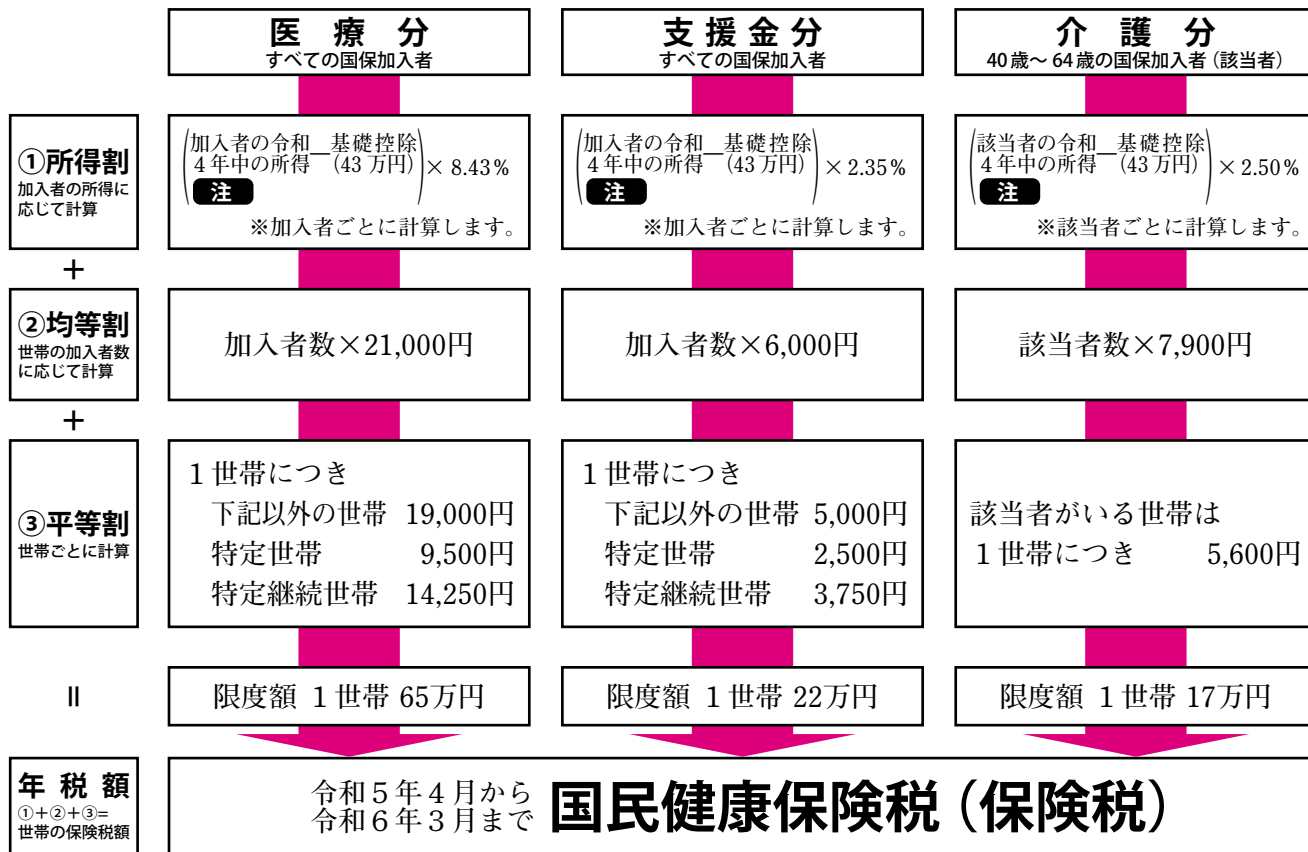 医療分
すべての国保加入者
支援金分
すべての国保加入者
介護分
40歳～64歳の国保加入者（該当者）
①所得割
加入者の所得に
応じて計算
加入者の令和 ― 基礎控除
4年中の所得 (43万円) × 8.43%
注
※加入者ごとに計算します。
加入者の令和 ― 基礎控除
4年中の所得 (43万円) × 2.35%
注
※加入者ごとに計算します。
該当者の令和 ― 基礎控除
4年中の所得 (43万円) × 2.50%
注
※該当者ごとに計算します。
＋
②均等割
世帯の加入者数
に応じて計算
加入者数×21,000円
加入者数×6,000円
該当者数×7,900円
＋
③平等割
世帯ごとに計算
１世帯につき
下記以外の世帯 19,000円
特定世帯 9,500円
特定継続世帯 14,250円
１世帯につき
下記以外の世帯 5,000円
特定世帯 2,500円
特定継続世帯 3,750円
該当者がいる世帯は
１世帯につき 5,600円
＝
限度額 １世帯 65万円
限度額 １世帯 22万円
限度額 １世帯 17万円
年税額
①＋②＋③＝
世帯の保険税額
令和５年４月から
令和６年３月まで
国民健康保険税（保険税）